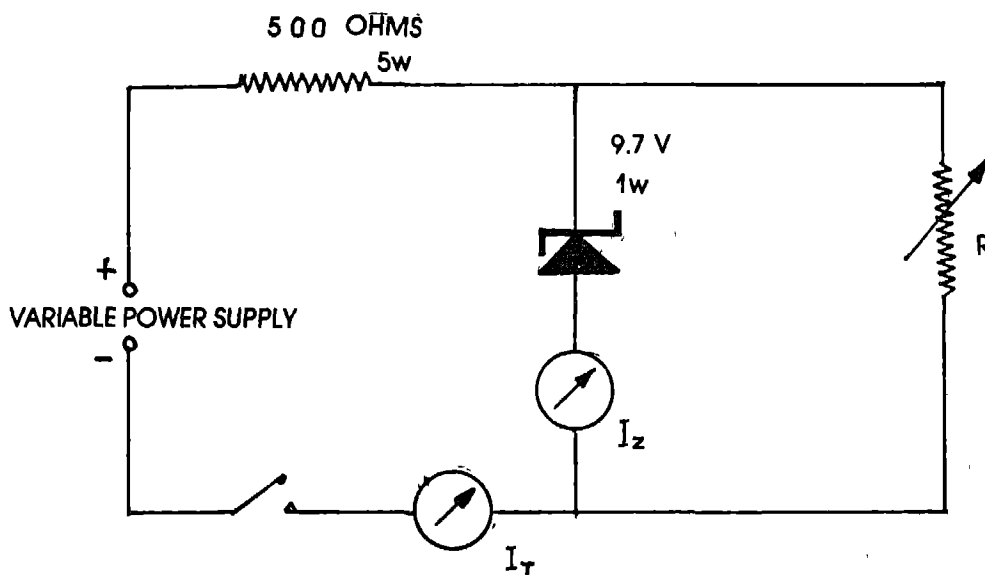 500 OHMS
5w
9.7 V
1w
R
+
VARIABLE POWER SUPPLY
-
Iz
IT